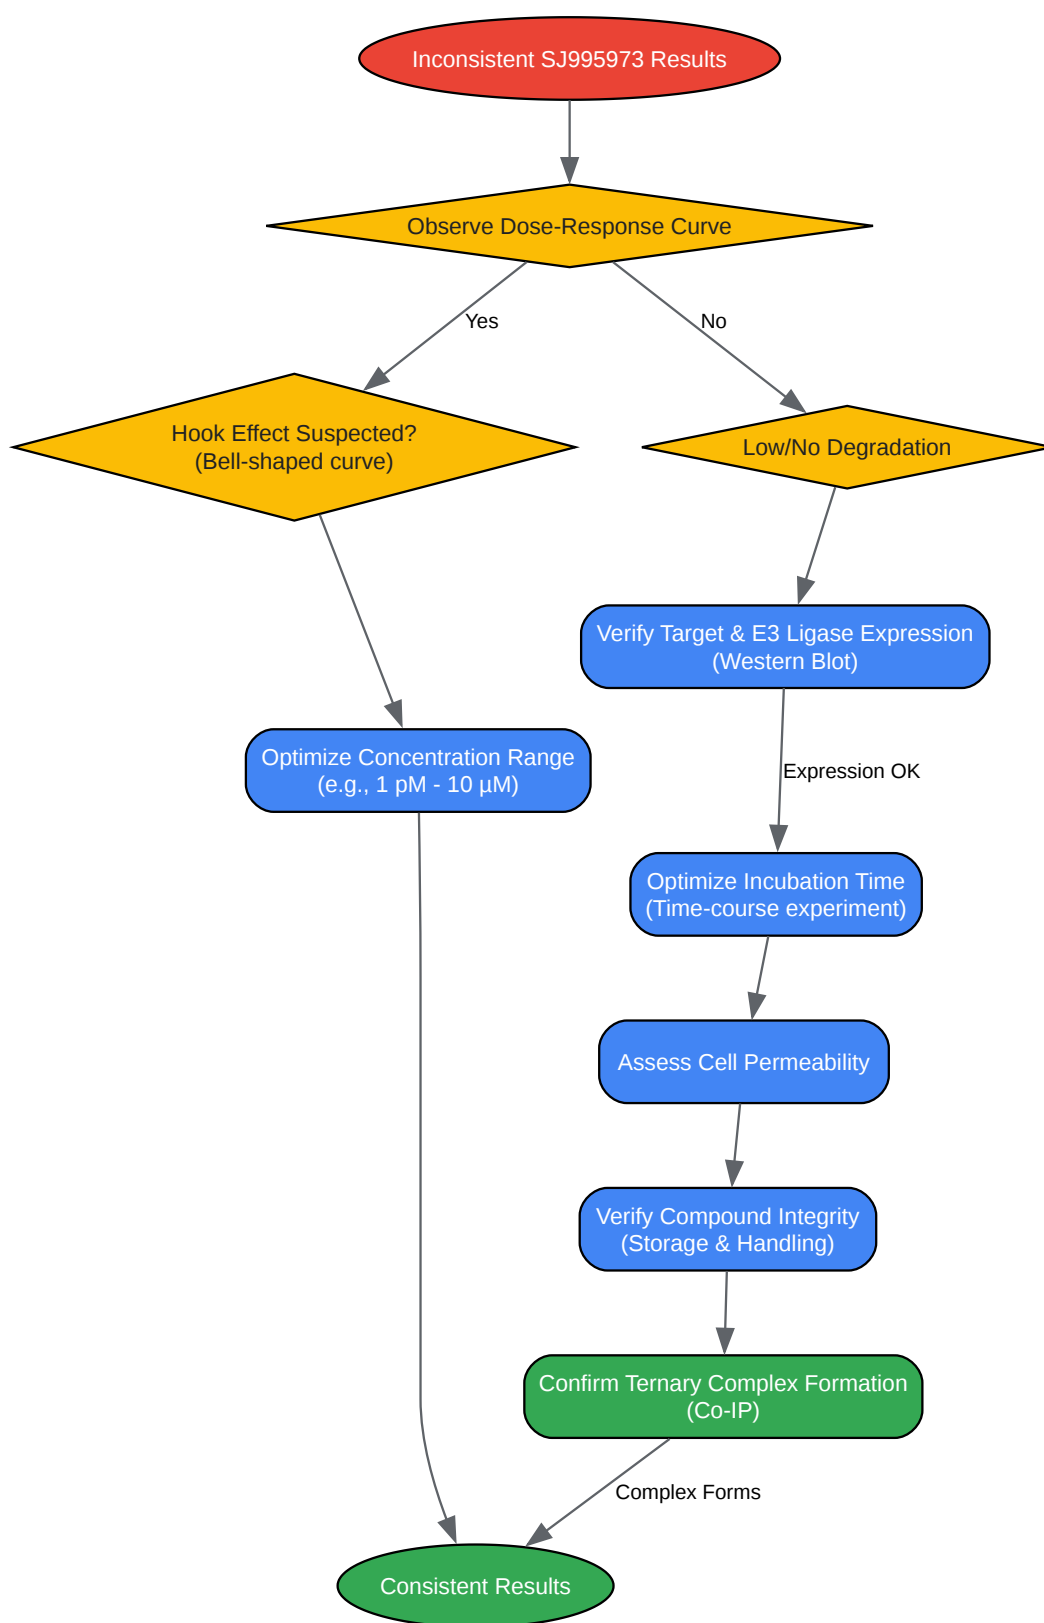 Inconsistent SJ995973 Results
Observe Dose-Response Curve
Yes
No
Hook Effect Suspected?
(Bell-shaped curve)
Low/No Degradation
Verify Target & E3 Ligase Expression
(Western Blot)
Optimize Concentration Range
(e.g., 1 pM - 10 µM)
Expression OK
Optimize Incubation Time
(Time-course experiment)
Assess Cell Permeability
Verify Compound Integrity
(Storage & Handling)
Confirm Ternary Complex Formation
(Co-IP)
Complex Forms
Consistent Results